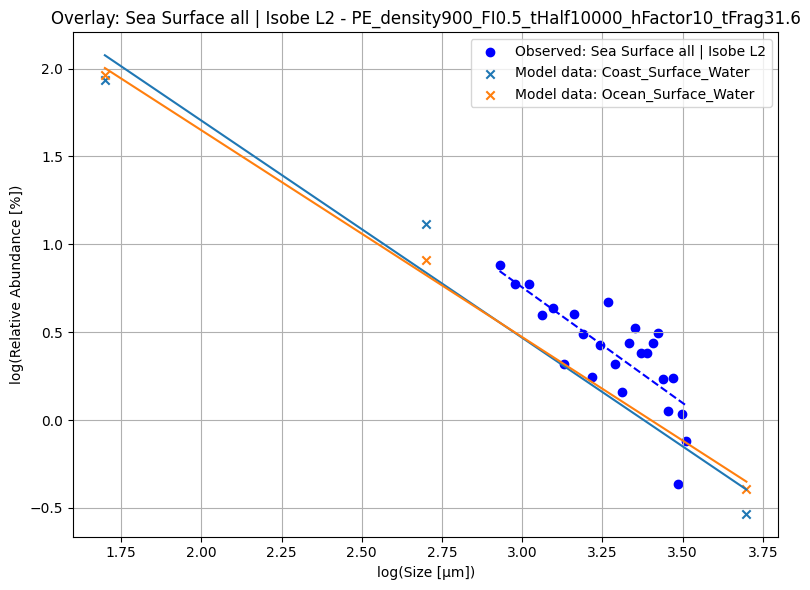 Overlay: Sea Surface all | Isobe L2 - PE_density900_FI0.5_tHalf10000_hFactor10_tFrag31.6
Observed: Sea Surface all | Isobe L2
Model data: Coast_Surface_Water
Model data: Ocean_Surface_Water
log(Relative Abundance [%])
2.0
1.5
1.0
0.5
0.0
−0.5
1.75 2.00 2.25 2.50 2.75 3.00 3.25 3.50 3.75
log(Size [µm])